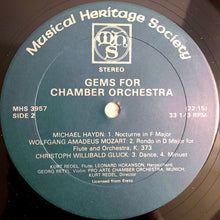 Musical Heritage Society
MHS
STEREO
GEMS FOR
CHAMBER ORCHESTRA
MHS 3957
SIDE 2
(22:15)
33 1/3 RPM
MICHAEL HAYDN: 1. Nocturne in F Major
WOLFGANG AMADEUS MOZART: 2. Rondo in D Major for
Flute and Orchestra, K. 373
CHRISTOPH WILLIBALD GLUCK: 3. Dance; 4. Minuet
KURT REDEL, LEONARD HOKANSON, Harpsichord;
GEORG RETYI, Violin; PRO ARTE CHAMBER ORCHESTRA, MUNICH,
KURT REDEL, Director
Licensed from Erato